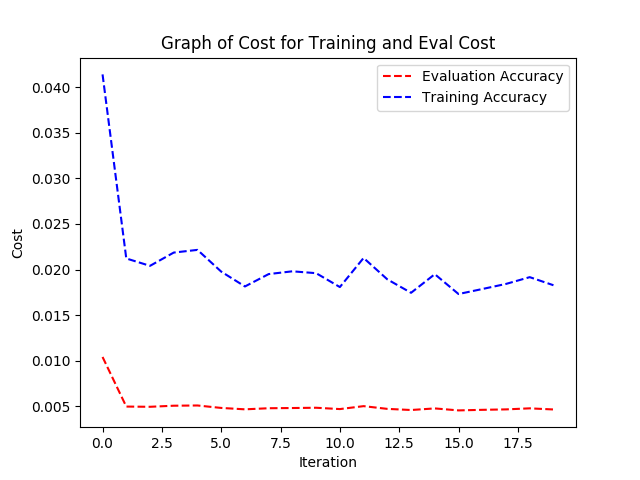 Graph of Cost for Training and Eval Cost
Evaluation Accuracy
Training Accuracy
0.040
0.035
0.030
0.025
0.020
0.015
0.010
0.005
Cost
0.0 2.5 5.0 7.5 10.0 12.5 15.0 17.5
Iteration